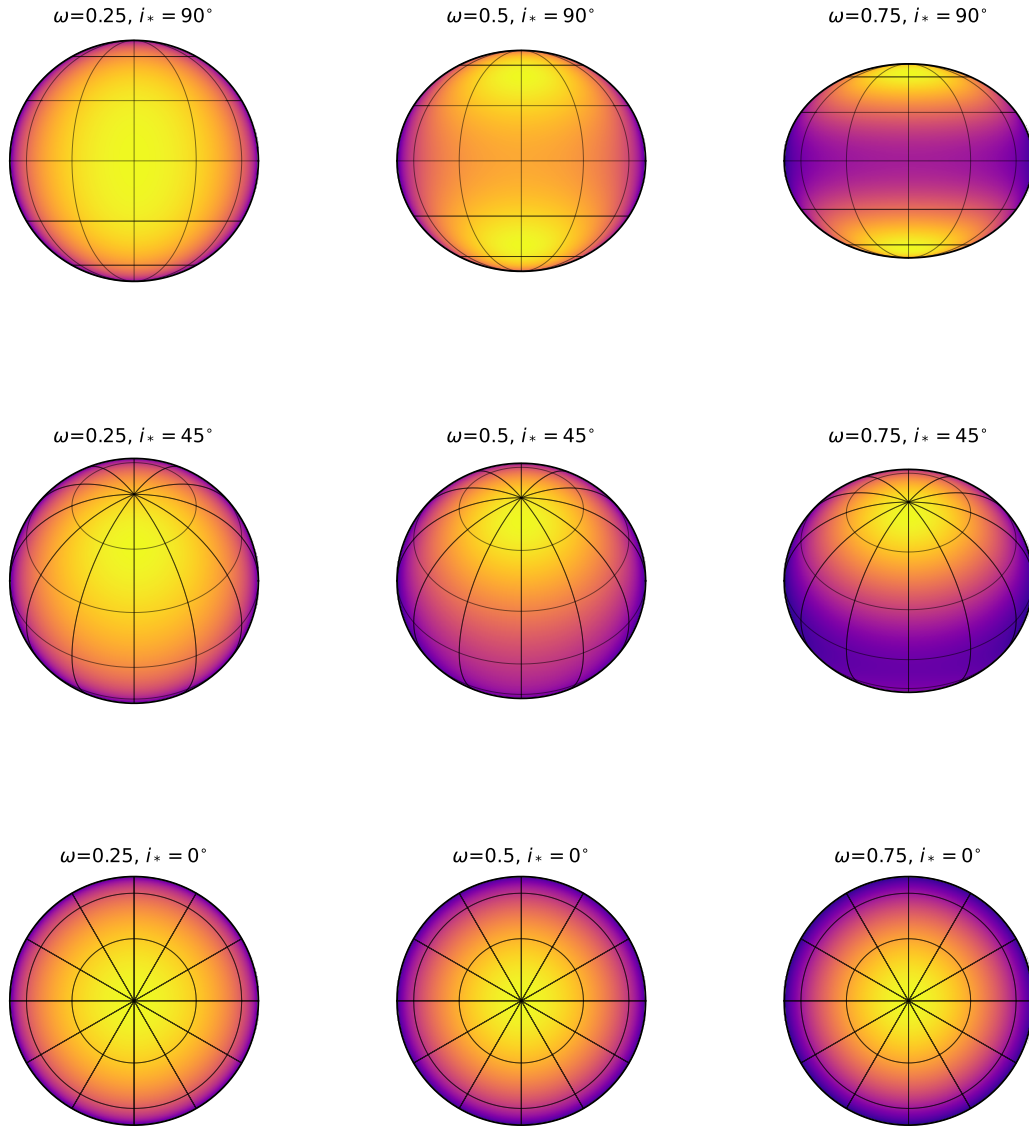 ω=0.25, i* = 90°
ω=0.5, i* = 90°
ω=0.75, i* = 90°
ω=0.25, i* = 45°
ω=0.5, i* = 45°
ω=0.75, i* = 45°
ω=0.25, i* = 0°
ω=0.5, i* = 0°
ω=0.75, i* = 0°